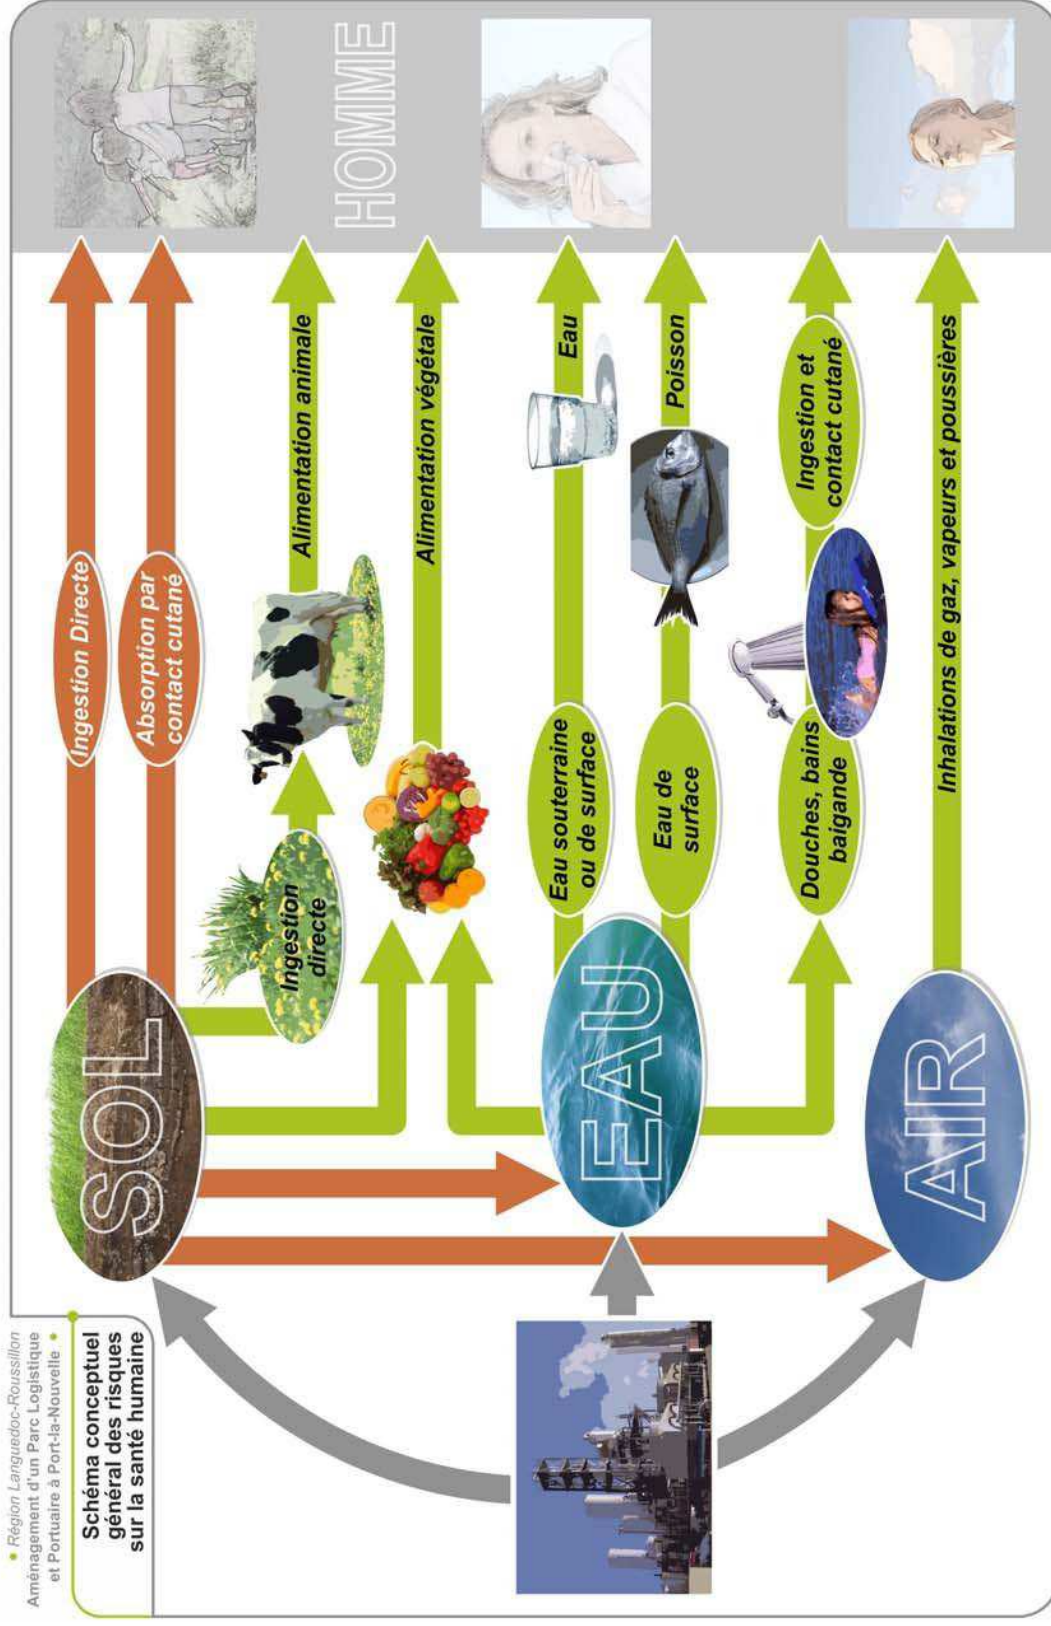 • Région Languedoc-Roussillon
Aménagement d'un Parc Logistique
et Portuaire à Port-la-Nouvelle •
Schéma conceptuel
général des risques
sur la santé humaine
SOL
EAU
AIR
Ingestion Directe
Absorption par
contact cutané
Ingestion
directe
Alimentation animale
Alimentation végétale
Eau souterraine
ou de surface
Eau
Eau de
surface
Poisson
Douches, bains
baigande
Ingestion et
contact cutané
Inhalations de gaz, vapeurs et poussières
HOMME